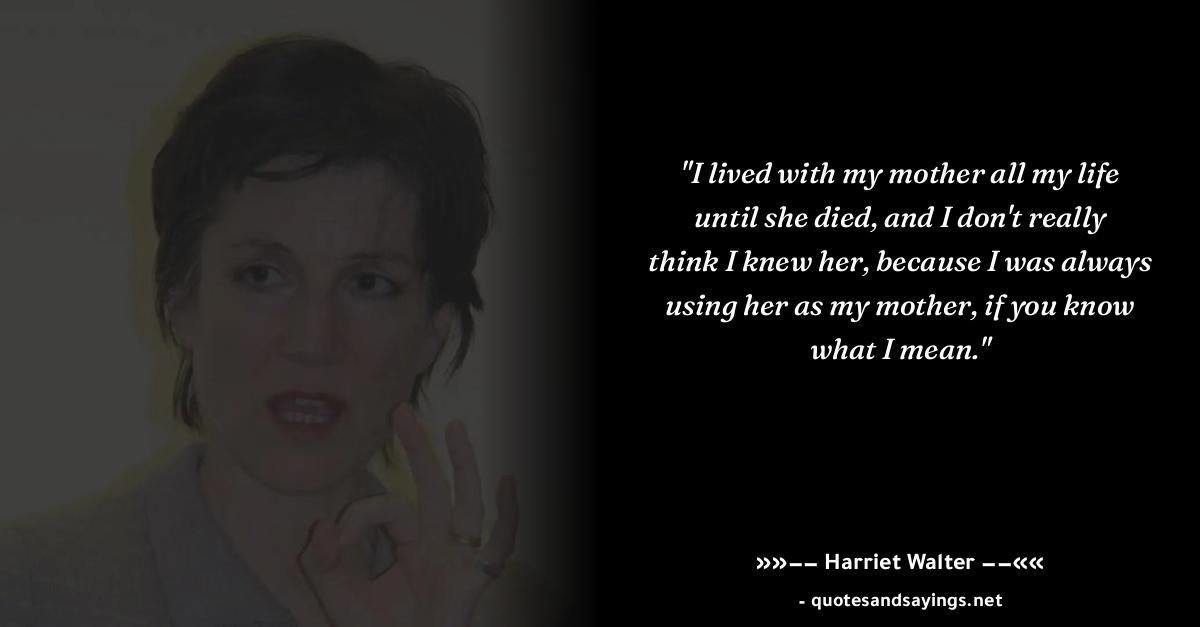 "I lived with my mother all my life
until she died, and I don't really
think I knew her, because I was always
using her as my mother, if you know
what I mean."
»»−− Harriet Walter −−««
- quotesandsayings.net